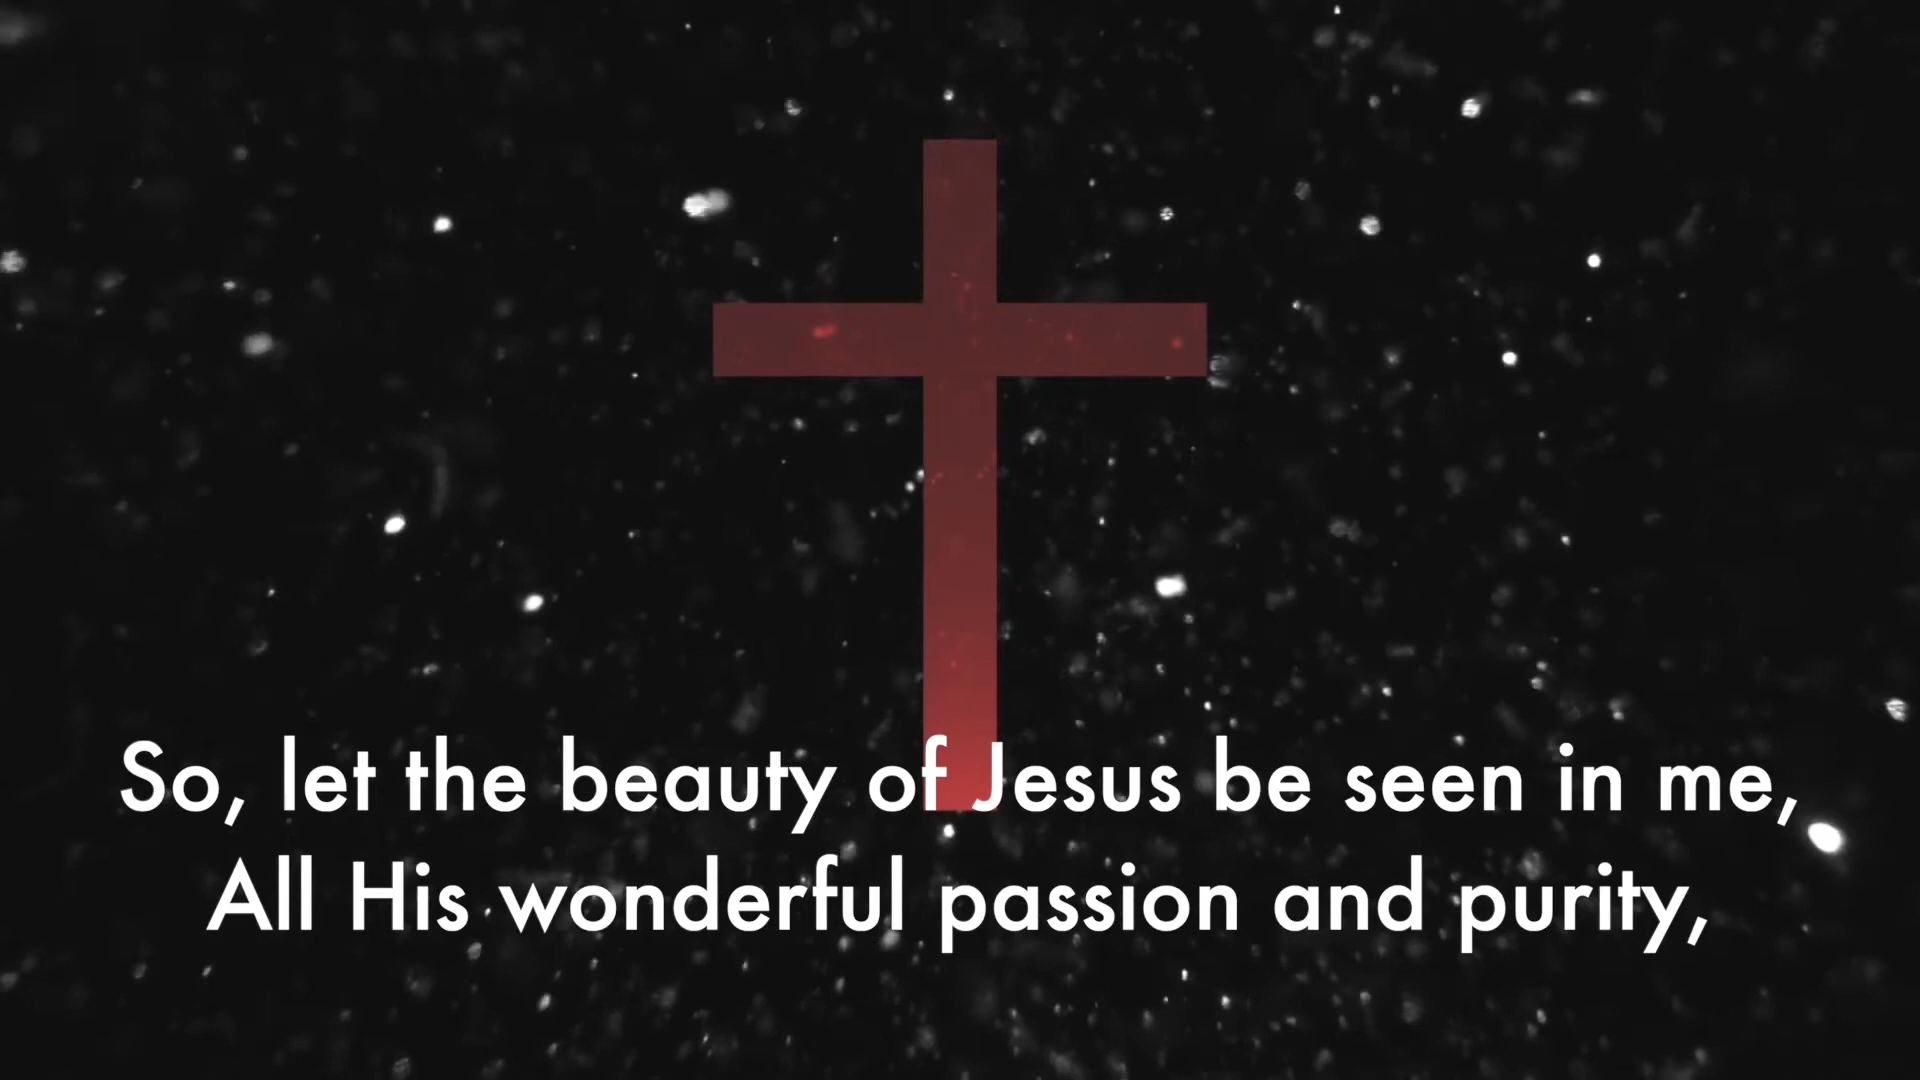 So, let the beauty of Jesus be seen in me,
All His wonderful passion and purity,